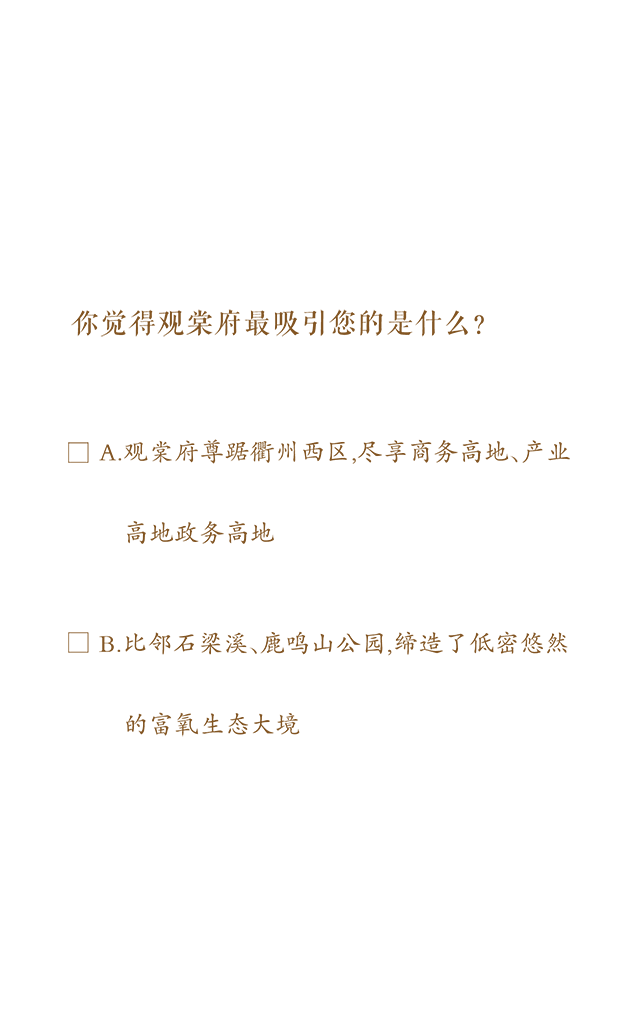 你觉得观棠府最吸引您的是什么?
□ A.观棠府尊踞衢州西区,尽享商务高地、产业
高地政务高地
□ B.比邻石梁溪、鹿鸣山公园,缔造了低密悠然
的富氧生态大境